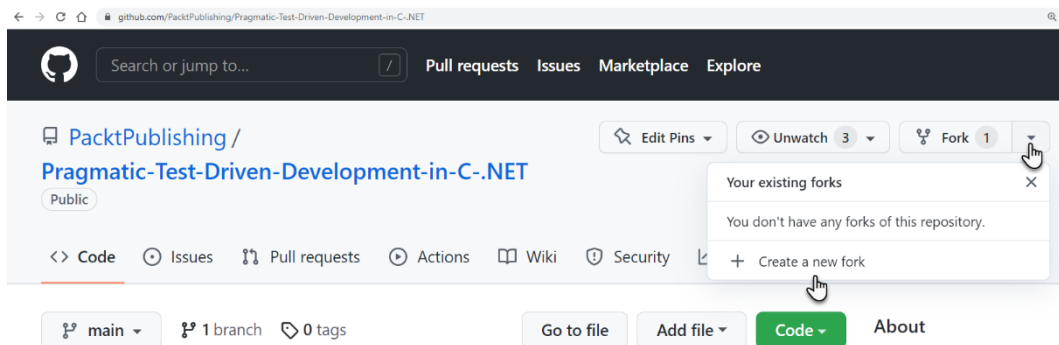 github.com/PacktPublishing/Pragmatic-Test-Driven-Development-in-C-.NET
Search or jump to... / Pull requests Issues Marketplace Explore
PacktPublishing / Edit Pins Unwatch 3 Fork 1
Pragmatic-Test-Driven-Development-in-C-.NET
Public
Your existing forks
You don't have any forks of this repository.
<> Code Issues Pull requests Actions Wiki Security
+ Create a new fork
main 1 branch 0 tags Go to file Add file Code About